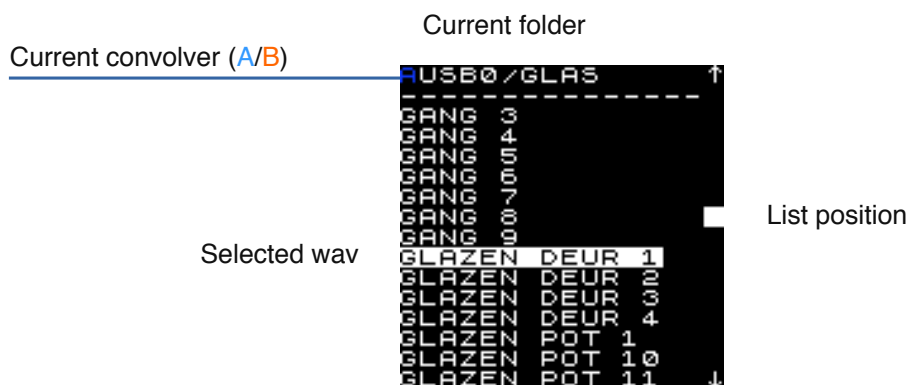 Current folder
Current convolver (A/B)
AUSB0/GLAS ↑
-----------------
GANG 3
GANG 4
GANG 5
GANG 6
GANG 7
GANG 8
List position
GANG 9
Selected wav
GLAZEN DEUR 1
GLAZEN DEUR 2
GLAZEN DEUR 3
GLAZEN DEUR 4
GLAZEN POT 1
GLAZEN POT 10
GLAZEN POT 11 ↓